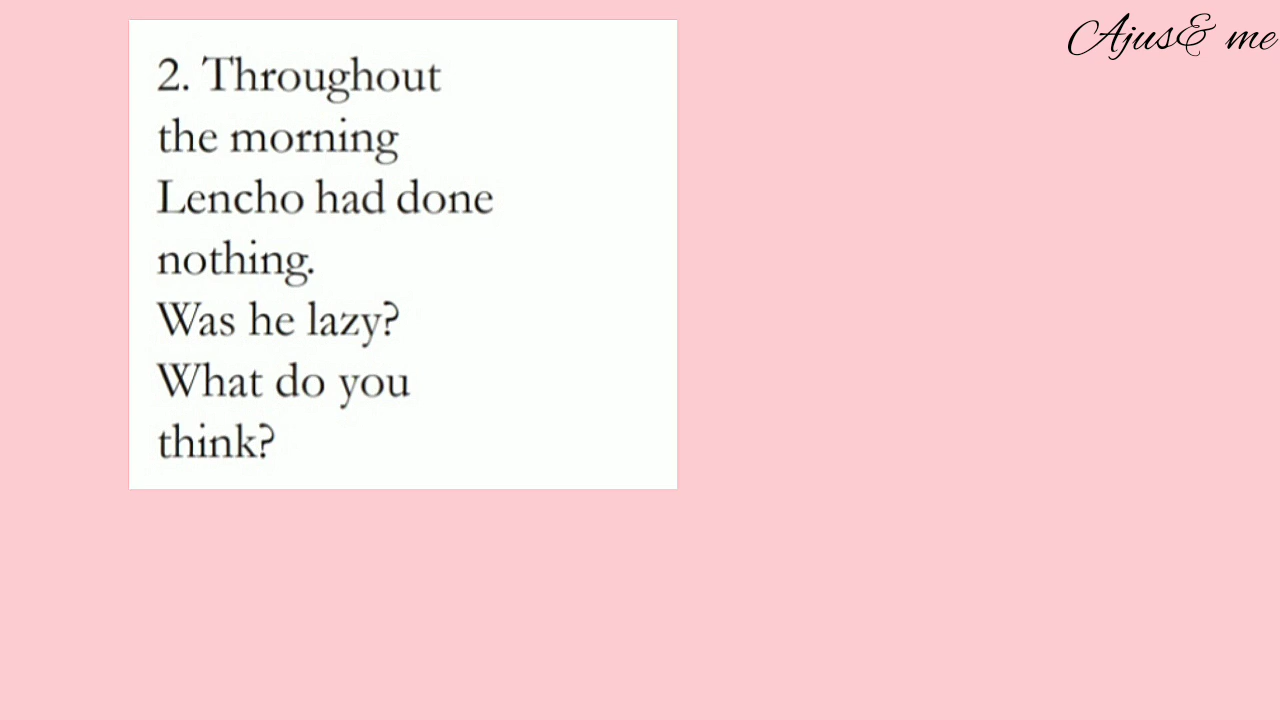 Ajus& me
2. Throughout
the morning
Lencho had done
nothing.
Was he lazy?
What do you
think?